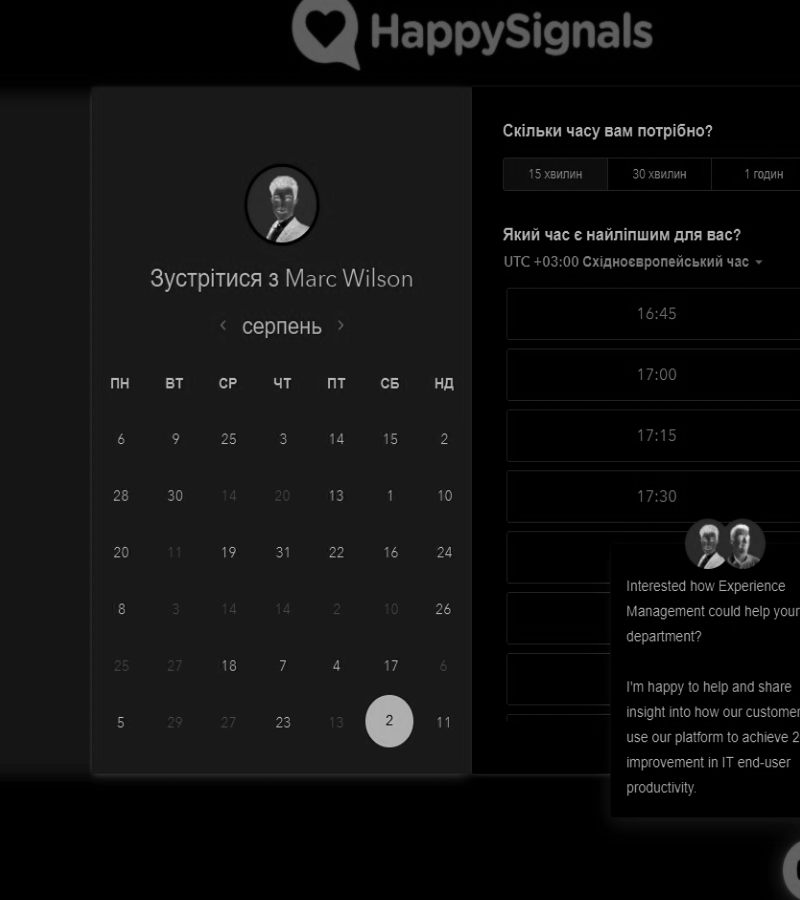 HappySignals
Зустрітися з Marc Wilson
серпень
ПН ВТ СР ЧТ ПТ СБ НД
6 9 25 3 14 15 2
28 30 14 20 13 1 10
20 11 19 31 22 16 24
8 3 14 14 2 10 26
25 27 18 7 4 17 6
5 29 27 23 13 2 11
Скільки часу вам потрібно?
15 хвилин 30 хвилин 1 годин
Який час є найліпшим для вас?
UTC +03:00 Східноєвропейський час
16:45
17:00
17:15
17:30
Interested how Experience
Management could help your
department?
I'm happy to help and share
insight into how our customer
use our platform to achieve 2
improvement in IT end-user
productivity.